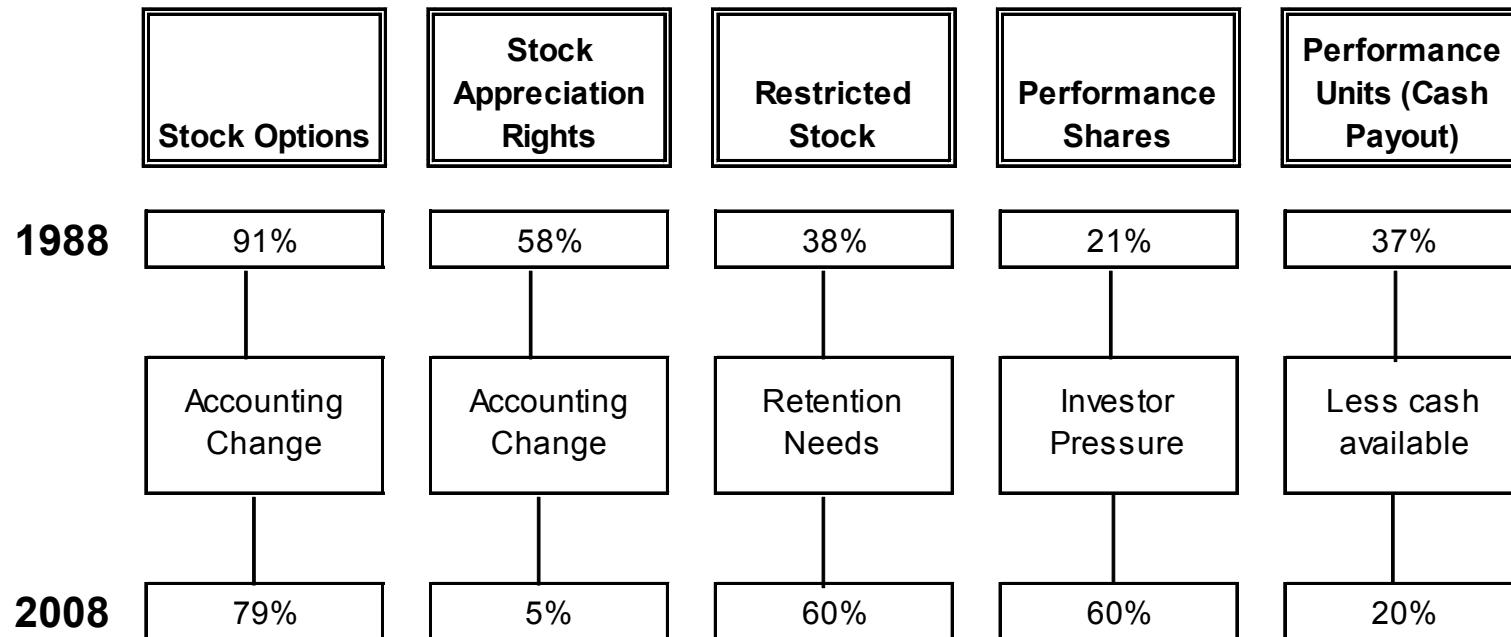 Stock Options
Stock
Appreciation
Rights
Restricted
Stock
Performance
Shares
Performance
Units (Cash
Payout)
1988
91%
58%
38%
21%
37%
Accounting
Change
Accounting
Change
Retention
Needs
Investor
Pressure
Less cash
available
2008
79%
5%
60%
60%
20%